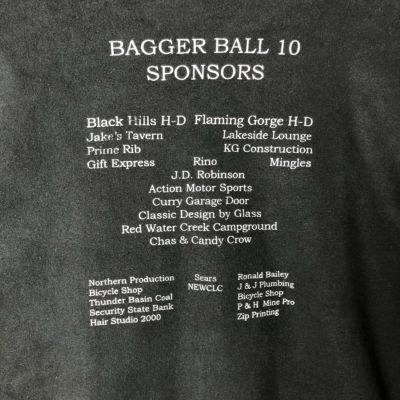 BAGGER BALL 10
SPONSORS
Black Hills H-D Flaming Gorge H-D
Jake's Tavern Lakeside Lounge
Prime Rib KG Construction
Gift Express Rino Mingles
J.D. Robinson
Action Motor Sports
Curry Garage Door
Classic Design by Glass
Red Water Creek Campground
Chas & Candy Crow
Northern Production
Bicycle Shop
Thunder Basin Coal
Security State Bank
Hair Studio 2000
Sears
NEWCLC
Ronald Bailey
J & J Plumbing
Bicycle Shop
P & H Mine Pro
Zip Printing